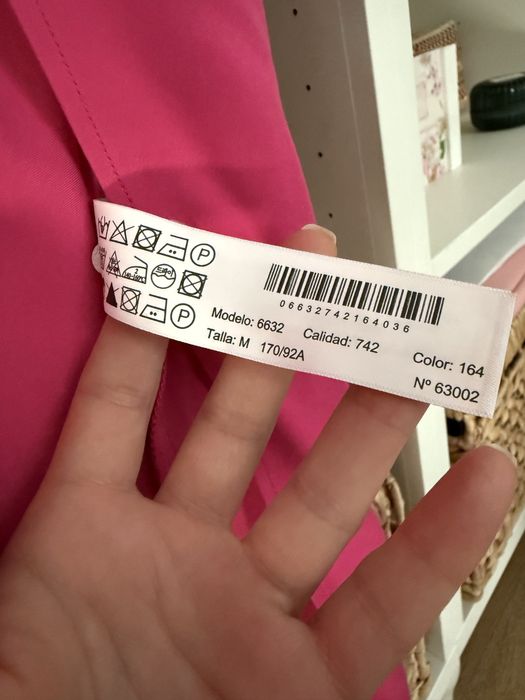 P
P
06632742164036
Modelo: 6632 Calidad: 742 Color: 164
Talla: M 170/92A Nº 63002